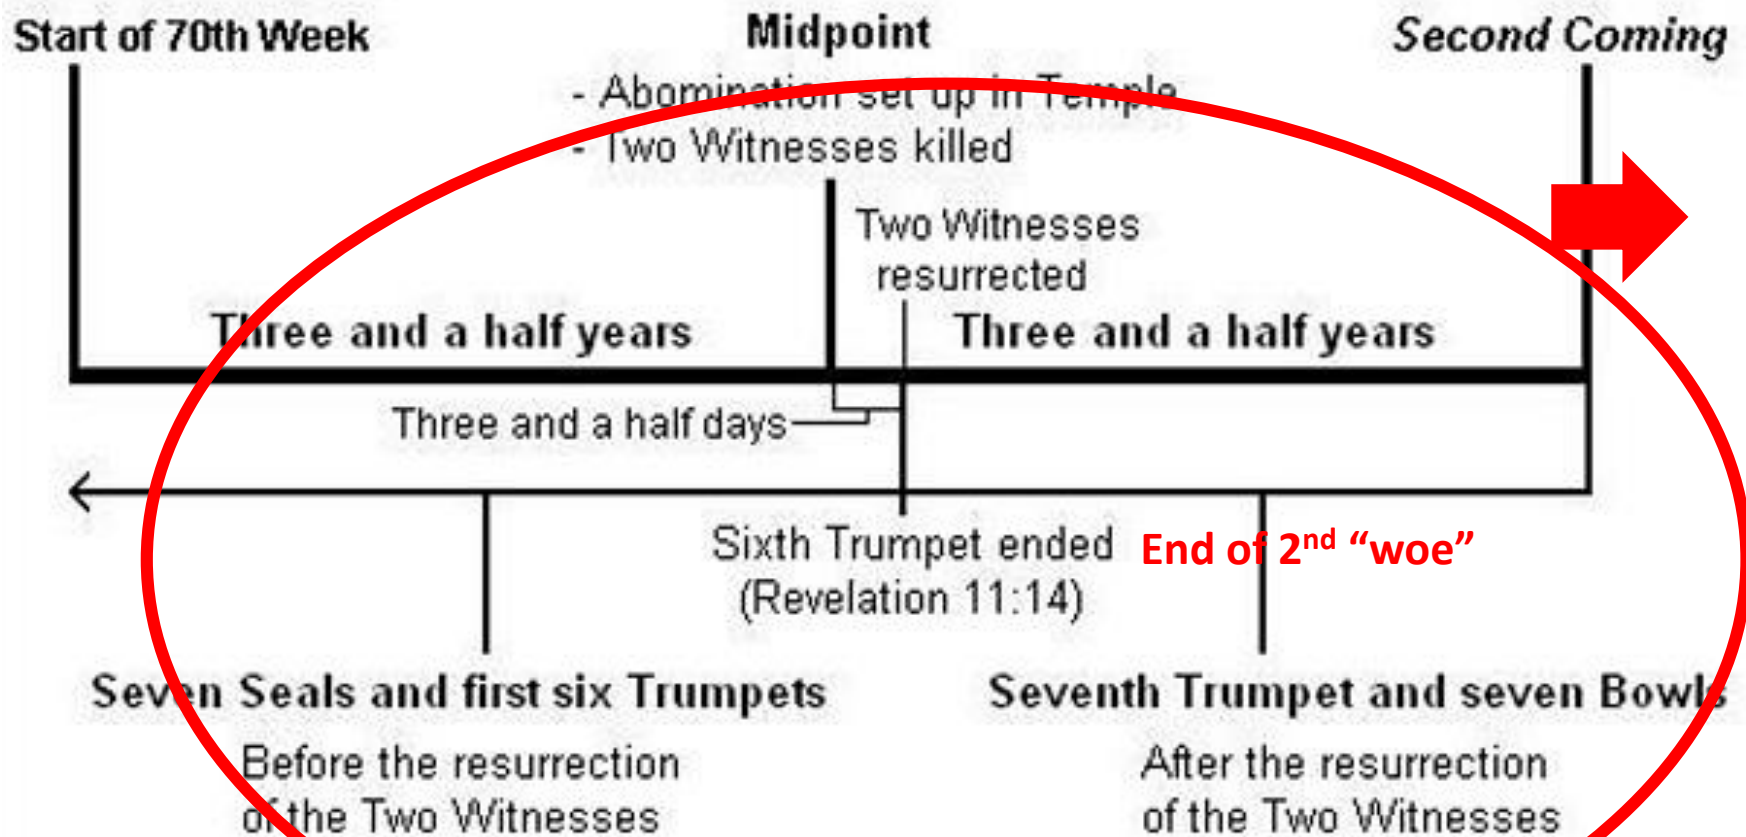 Start of 70th Week
Midpoint
Second Coming
- Abomination set up in Temple
- Two Witnesses killed
Two Witnesses
resurrected
Three and a half years
Three and a half years
Three and a half days
Sixth Trumpet ended
(Revelation 11:14)
End of 2nd “woe”
Seven Seals and first six Trumpets
Before the resurrection
of the Two Witnesses
Seventh Trumpet and seven Bowls
After the resurrection
of the Two Witnesses